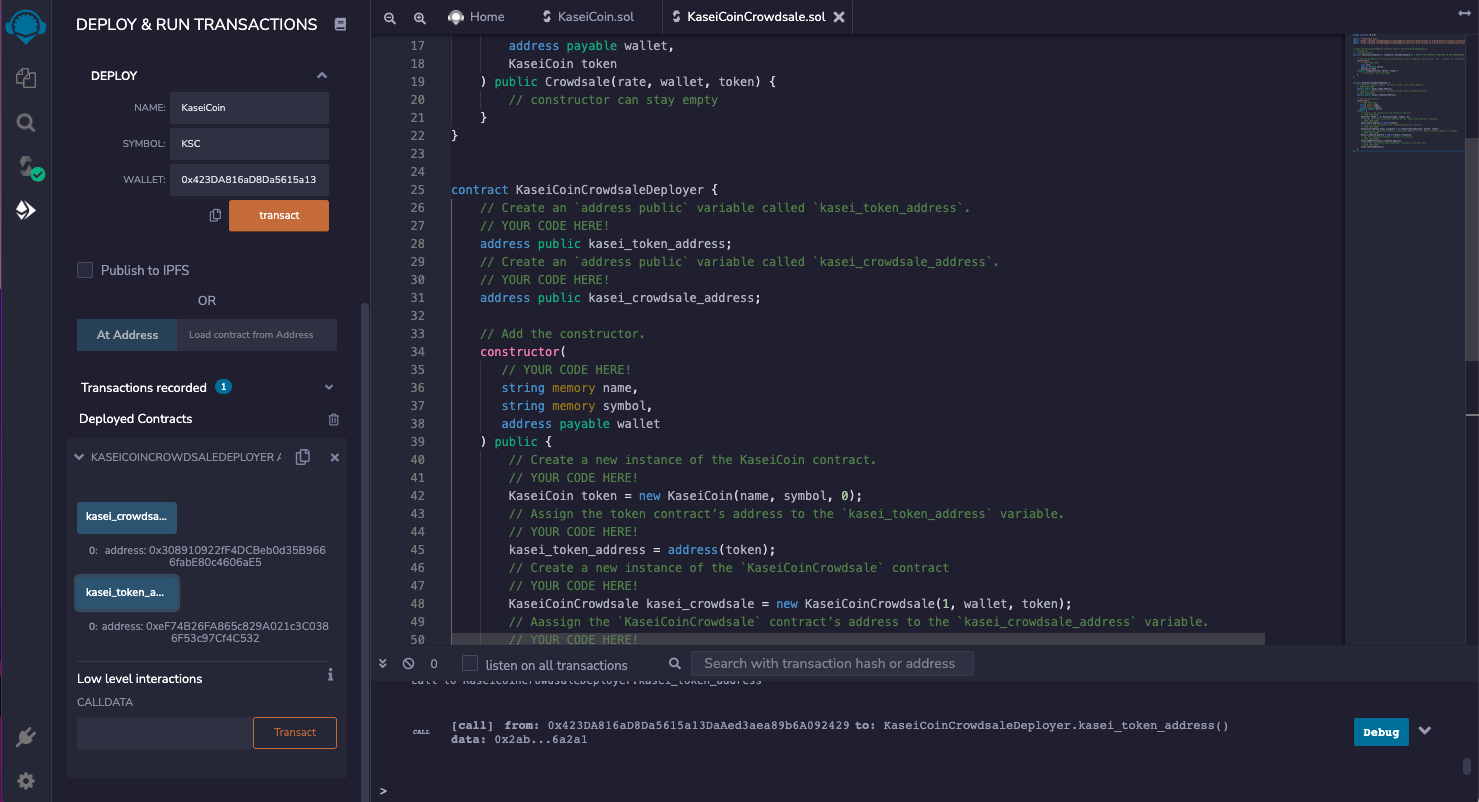 DEPLOY & RUN TRANSACTIONS
DEPLOY
NAME: KaseiCoin
SYMBOL: KSC
WALLET: 0x423DA816aD8Da5615a13
transact
Publish to IPFS
OR
At Address Load contract from Address
Transactions recorded 1
Deployed Contracts
KASEICOINCROWDSALEDEPLOYER A
kasei_crowdsa...
0: address: 0x308910922fF4DCBeb0d35B966
6fabE80c4606aE5
kasei_token_a...
0: address: 0xeF74B26FA865c829A021c3C038
6F53c97Cf4C532
Low level interactions
i
CALLDATA
Transact
Home KaseiCoin.sol KaseiCoinCrowdsale.sol
17 address payable wallet,
18 KaseiCoin token
19 ) public Crowdsale(rate, wallet, token) {
20 // constructor can stay empty
21 }
22 }
23
24
25 contract KaseiCoinCrowdsaleDeployer {
26 // Create an `address public` variable called `kasei_token_address`.
27 // YOUR CODE HERE!
28 address public kasei_token_address;
29 // Create an `address public` variable called `kasei_crowdsale_address`.
30 // YOUR CODE HERE!
31 address public kasei_crowdsale_address;
32
33 // Add the constructor.
34 constructor(
35 // YOUR CODE HERE!
36 string memory name,
37 string memory symbol,
38 address payable wallet
39 ) public {
40 // Create a new instance of the KaseiCoin contract.
41 // YOUR CODE HERE!
42 KaseiCoin token = new KaseiCoin(name, symbol, 0);
43 // Assign the token contract’s address to the `kasei_token_address` variable.
44 // YOUR CODE HERE!
45 kasei_token_address = address(token);
46 // Create a new instance of the `KaseiCoinCrowdsale` contract
47 // YOUR CODE HERE!
48 KaseiCoinCrowdsale kasei_crowdsale = new KaseiCoinCrowdsale(1, wallet, token);
49 // Aassign the `KaseiCoinCrowdsale` contract’s address to the `kasei_crowdsale_address` variable.
50 // YOUR CODE HERE!
0 listen on all transactions Search with transaction hash or address
call to KaseiCoinCrowdsaleDeployer.kasei_token_address
CALL [call] from: 0x423DA816aD8Da5615a13DaAed3aea89b6A092429 to: KaseiCoinCrowdsaleDeployer.kasei_token_address()
data: 0x2ab...6a2a1
Debug
>